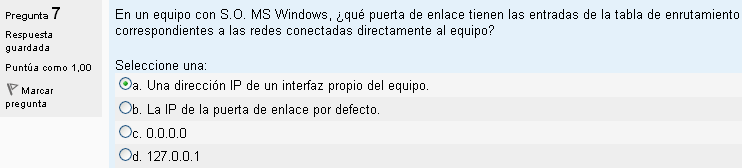 Pregunta 7
Respuesta
guardada
Puntúa como 1,00
Marcar
pregunta
En un equipo con S.O. MS Windows, ¿qué puerta de enlace tienen las entradas de la tabla de enrutamiento
correspondientes a las redes conectadas directamente al equipo?
Seleccione una:
a. Una dirección IP de un interfaz propio del equipo.
b. La IP de la puerta de enlace por defecto.
c. 0.0.0.0
d. 127.0.0.1